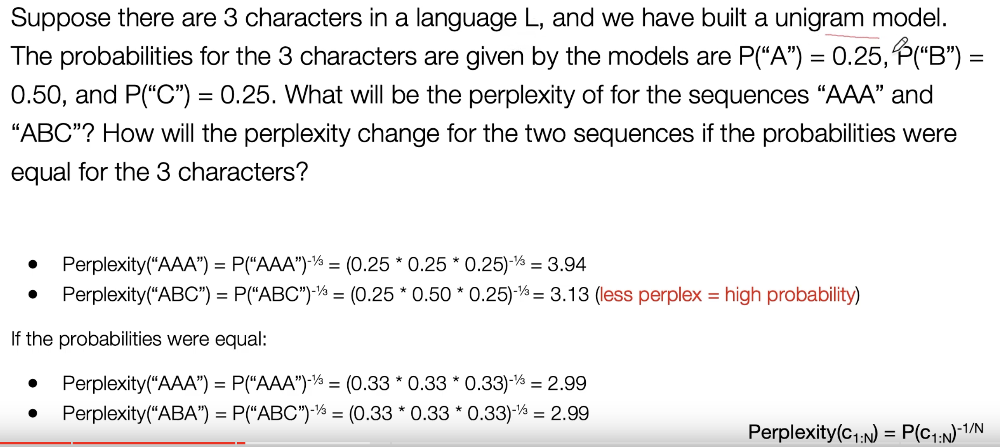 Suppose there are 3 characters in a language L, and we have built a unigram model.
The probabilities for the 3 characters are given by the models are P(“A”) = 0.25, P(“B”) =
0.50, and P(“C”) = 0.25. What will be the perplexity of for the sequences “AAA” and
“ABC”? How will the perplexity change for the two sequences if the probabilities were
equal for the 3 characters?
● Perplexity(“AAA”) = P(“AAA”)-⅓ = (0.25 * 0.25 * 0.25)-⅓ = 3.94
● Perplexity(“ABC”) = P(“ABC”)-⅓ = (0.25 * 0.50 * 0.25)-⅓ = 3.13 (less perplex = high probability)
If the probabilities were equal:
● Perplexity(“AAA”) = P(“AAA”)-⅓ = (0.33 * 0.33 * 0.33)-⅓ = 2.99
● Perplexity(“ABA”) = P(“ABC”)-⅓ = (0.33 * 0.33 * 0.33)-⅓ = 2.99
Perplexity(c1:N) = P(c1:N)-1/N